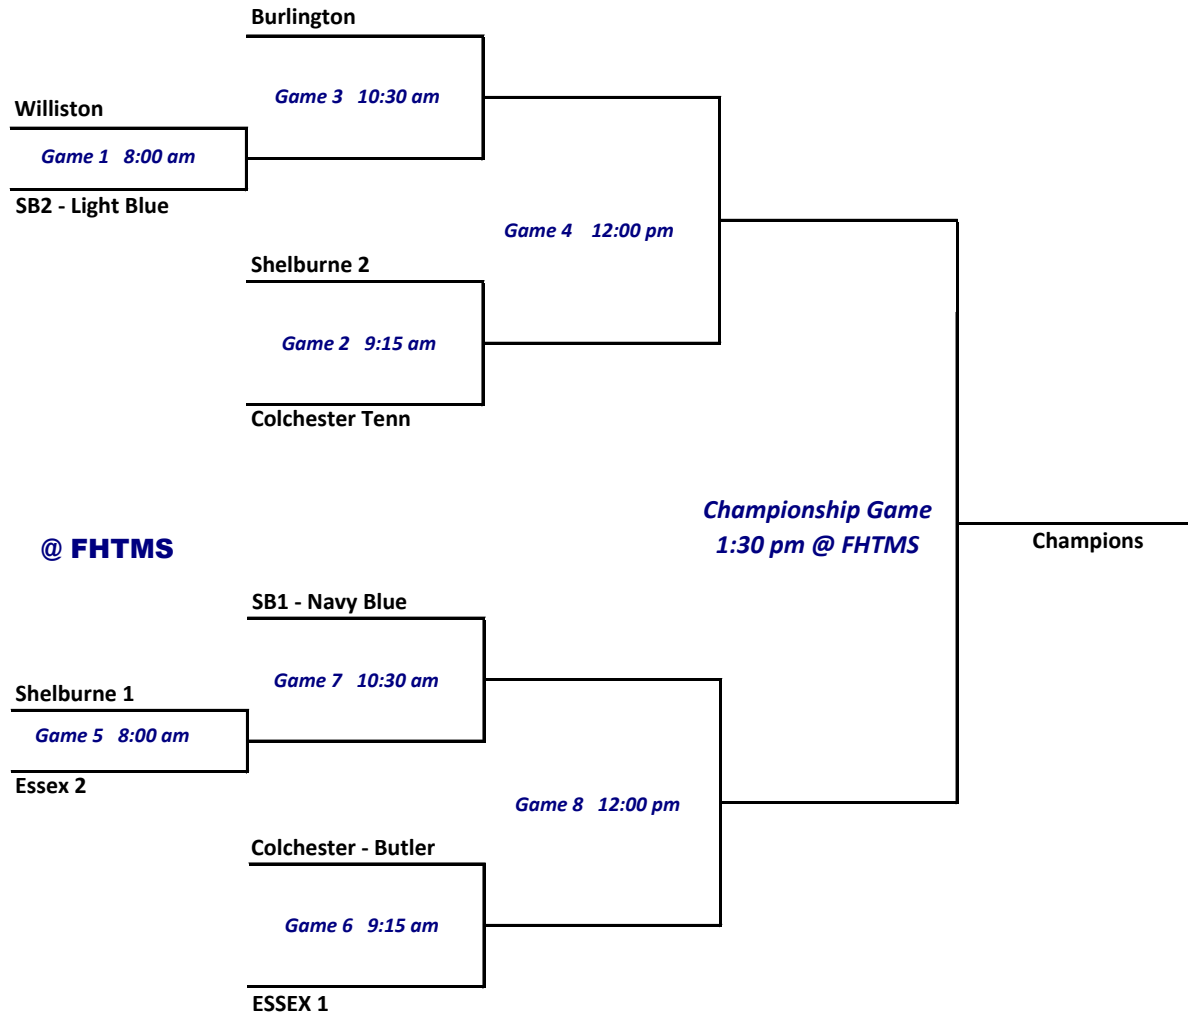 Burlington
Game 3 10:30 am
Williston
Game 1 8:00 am
SB2 - Light Blue
Game 4 12:00 pm
Shelburne 2
Game 2 9:15 am
Colchester Tenn
Championship Game
1:30 pm @ FHTMS
Champions
@ FHTMS
SB1 - Navy Blue
Game 7 10:30 am
Shelburne 1
Game 5 8:00 am
Essex 2
Game 8 12:00 pm
Colchester - Butler
Game 6 9:15 am
ESSEX 1